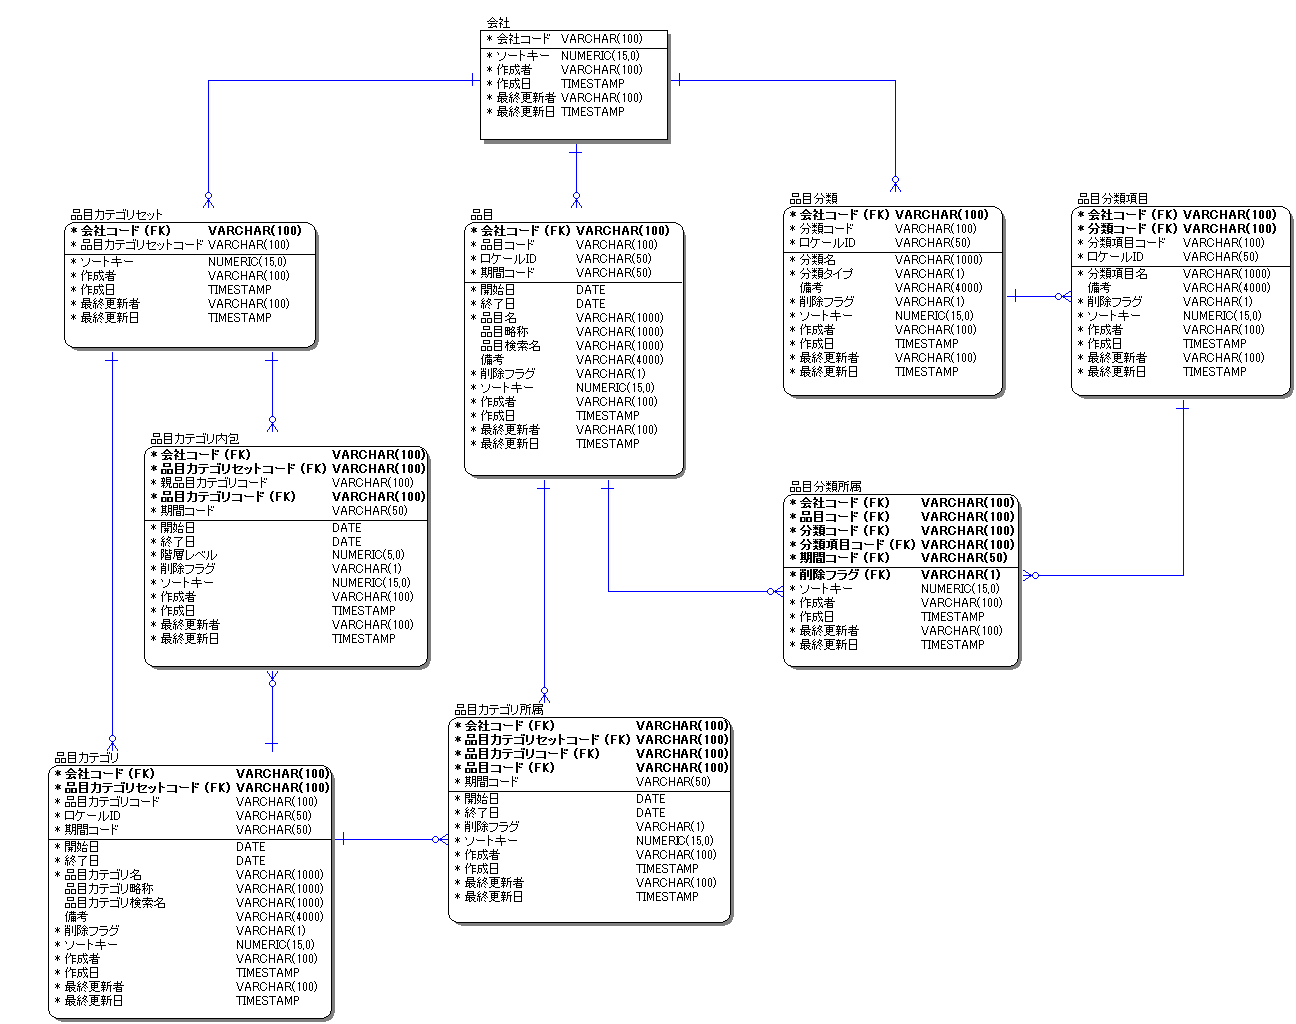 会社
* 会社コード VARCHAR(100)
* ソートキー NUMERIC(15,0)
* 作成者 VARCHAR(100)
* 作成日 TIMESTAMP
* 最終更新者 VARCHAR(100)
* 最終更新日 TIMESTAMP
品目カテゴリセット
* 会社コード (FK) VARCHAR(100)
* 品目カテゴリセットコード VARCHAR(100)
* ソートキー NUMERIC(15,0)
* 作成者 VARCHAR(100)
* 作成日 TIMESTAMP
* 最終更新者 VARCHAR(100)
* 最終更新日 TIMESTAMP
品目
* 会社コード (FK) VARCHAR(100)
* 品目コード VARCHAR(100)
* ロケールID VARCHAR(50)
* 期間コード VARCHAR(50)
* 開始日 DATE
* 終了日 DATE
* 品目名 VARCHAR(1000)
品目略称 VARCHAR(1000)
品目検索名 VARCHAR(1000)
備考 VARCHAR(4000)
* 削除フラグ VARCHAR(1)
* ソートキー NUMERIC(15,0)
* 作成者 VARCHAR(100)
* 作成日 TIMESTAMP
* 最終更新者 VARCHAR(100)
* 最終更新日 TIMESTAMP
品目分類
* 会社コード (FK) VARCHAR(100)
* 分類コード VARCHAR(100)
* ロケールID VARCHAR(50)
* 分類名 VARCHAR(1000)
* 分類タイプ VARCHAR(1)
備考 VARCHAR(4000)
* 削除フラグ VARCHAR(1)
* ソートキー NUMERIC(15,0)
* 作成者 VARCHAR(100)
* 作成日 TIMESTAMP
* 最終更新者 VARCHAR(100)
* 最終更新日 TIMESTAMP
品目分類項目
* 会社コード (FK) VARCHAR(100)
* 分類コード (FK) VARCHAR(100)
* 分類項目コード VARCHAR(100)
* ロケールID VARCHAR(50)
* 分類項目名 VARCHAR(1000)
備考 VARCHAR(4000)
* 削除フラグ VARCHAR(1)
* ソートキー NUMERIC(15,0)
* 作成者 VARCHAR(100)
* 作成日 TIMESTAMP
* 最終更新者 VARCHAR(100)
* 最終更新日 TIMESTAMP
品目カテゴリ内包
* 会社コード (FK) VARCHAR(100)
* 品目カテゴリセットコード (FK) VARCHAR(100)
* 親品目カテゴリコード VARCHAR(100)
* 品目カテゴリコード (FK) VARCHAR(100)
* 期間コード VARCHAR(50)
* 開始日 DATE
* 終了日 DATE
* 階層レベル NUMERIC(5,0)
* 削除フラグ VARCHAR(1)
* ソートキー NUMERIC(15,0)
* 作成者 VARCHAR(100)
* 作成日 TIMESTAMP
* 最終更新者 VARCHAR(100)
* 最終更新日 TIMESTAMP
品目分類所属
* 会社コード (FK) VARCHAR(100)
* 品目コード (FK) VARCHAR(100)
* 分類コード (FK) VARCHAR(100)
* 分類項目コード (FK) VARCHAR(100)
* 期間コード (FK) VARCHAR(50)
* 削除フラグ (FK) VARCHAR(1)
* ソートキー NUMERIC(15,0)
* 作成者 VARCHAR(100)
* 作成日 TIMESTAMP
* 最終更新者 VARCHAR(100)
* 最終更新日 TIMESTAMP
品目カテゴリ所属
* 会社コード (FK) VARCHAR(100)
* 品目カテゴリセットコード (FK) VARCHAR(100)
* 品目カテゴリコード (FK) VARCHAR(100)
* 品目コード (FK) VARCHAR(100)
* 期間コード VARCHAR(50)
* 開始日 DATE
* 終了日 DATE
* 削除フラグ VARCHAR(1)
* ソートキー NUMERIC(15,0)
* 作成者 VARCHAR(100)
* 作成日 TIMESTAMP
* 最終更新者 VARCHAR(100)
* 最終更新日 TIMESTAMP
品目カテゴリ
* 会社コード (FK) VARCHAR(100)
* 品目カテゴリセットコード (FK) VARCHAR(100)
* 品目カテゴリコード VARCHAR(100)
* ロケールID VARCHAR(50)
* 期間コード VARCHAR(50)
* 開始日 DATE
* 終了日 DATE
* 品目カテゴリ名 VARCHAR(1000)
品目カテゴリ略称 VARCHAR(1000)
品目カテゴリ検索名 VARCHAR(1000)
備考 VARCHAR(4000)
* 削除フラグ VARCHAR(1)
* ソートキー NUMERIC(15,0)
* 作成者 VARCHAR(100)
* 作成日 TIMESTAMP
* 最終更新者 VARCHAR(100)
* 最終更新日 TIMESTAMP